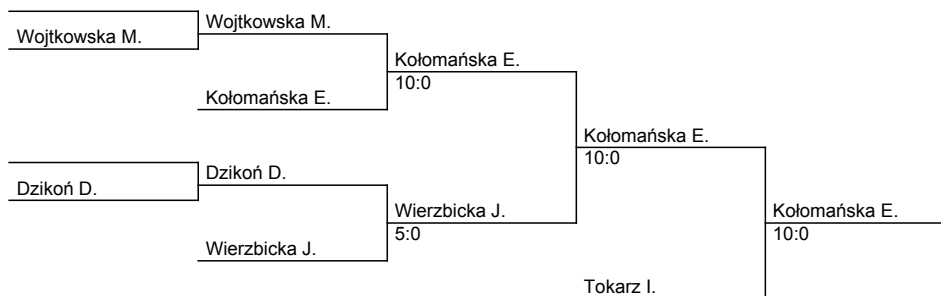 Wojtkowska M.
Wojtkowska M.
Kołomańska E.
10:0
Kołomańska E.
Kołomańska E.
10:0
Dzikoń D.
Dzikoń D.
Wierzbicka J.
5:0
Kołomańska E.
10:0
Wierzbicka J.
Tokarz I.